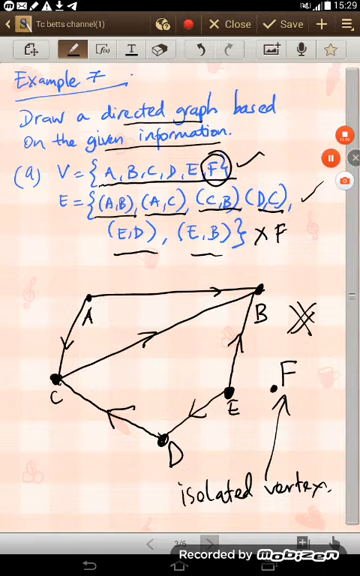 15:29
Tc betts channel(1)
Close
Save
Example 7
Draw a directed graph based
On the given information.
(a) V = {A, B, C, D, E, F} ✓
E = {(A,B), (A,C) (C,B) (D,C), ✓
(E,D), (E,B)} X F
A
B
F
C
E
D
isolated vertex.
Recorded by Mobizen